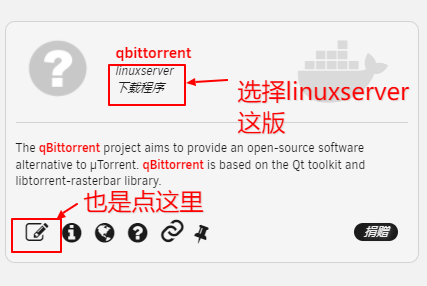 qbittorrent
linuxserver
下载程序
选择linuxserver
这版
The qBittorrent project aims to provide an open-source software
alternative to µTorrent. qBittorrent is based on the Qt toolkit and
libtorrent-rasterbar library.
也是点这里
捐赠